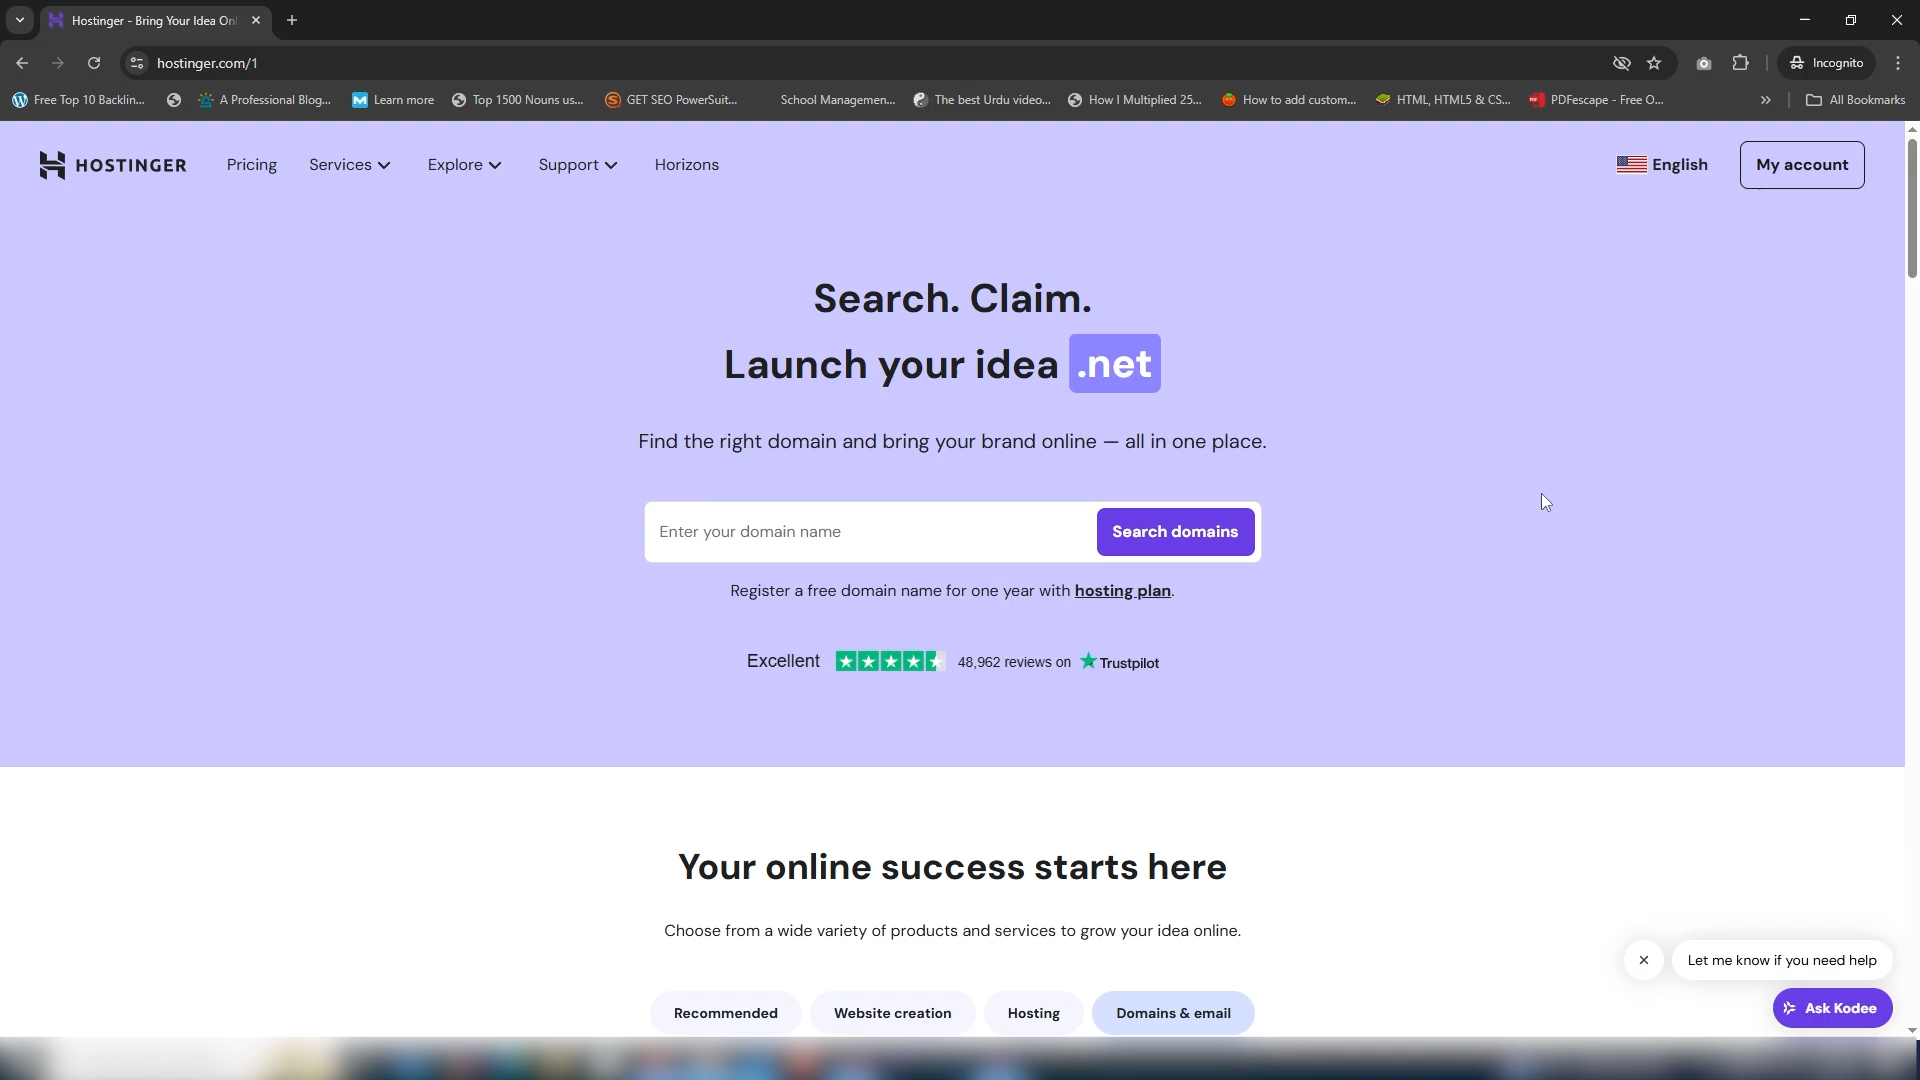 Hostinger - Bring Your Idea Onl
hostinger.com/1
Incognito
Free Top 10 Backlin...
A Professional Blog...
Learn more
Top 1500 Nouns us...
GET SEO PowerSuit...
School Managemen...
The best Urdu video...
How I Multiplied 25...
How to add custom...
HTML, HTML5 & CS...
PDFescape - Free O...
All Bookmarks
HOSTINGER
Pricing
Services
Explore
Support
Horizons
English
My account
Search. Claim.
Launch your idea .net
Find the right domain and bring your brand online — all in one place.
Enter your domain name
Search domains
Register a free domain name for one year with hosting plan.
Excellent
48,962 reviews on
Trustpilot
Your online success starts here
Choose from a wide variety of products and services to grow your idea online.
Let me know if you need help
Recommended
Website creation
Hosting
Domains & email
Ask Kodee